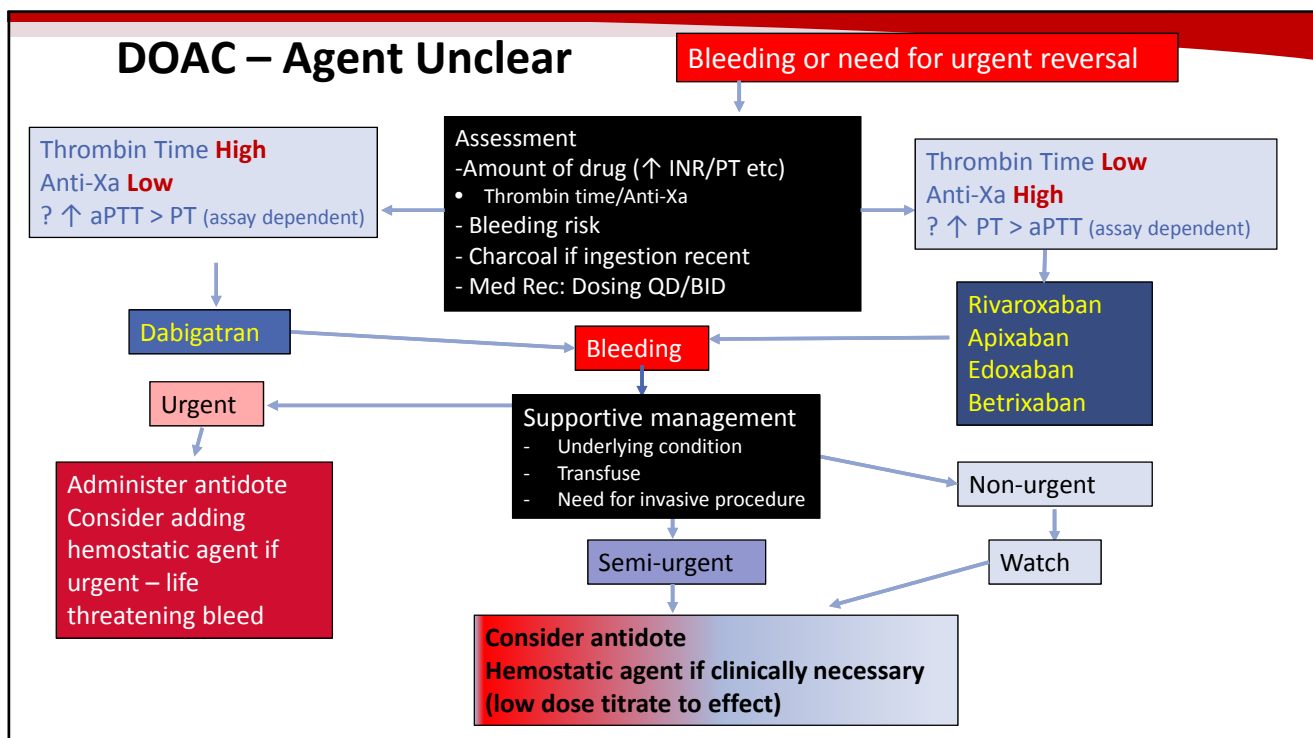 DOAC – Agent Unclear
Bleeding or need for urgent reversal
Thrombin Time High
Anti-Xa Low
? ↑ aPTT > PT (assay dependent)
Assessment
-Amount of drug (↑ INR/PT etc)
• Thrombin time/Anti-Xa
- Bleeding risk
- Charcoal if ingestion recent
- Med Rec: Dosing QD/BID
Thrombin Time Low
Anti-Xa High
? ↑ PT > aPTT (assay dependent)
Dabigatran
Bleeding
Rivaroxaban
Apixaban
Edoxaban
Betrixaban
Urgent
Supportive management
- Underlying condition
- Transfuse
- Need for invasive procedure
Non-urgent
Administer antidote
Consider adding
hemostatic agent if
urgent – life
threatening bleed
Semi-urgent
Watch
Consider antidote
Hemostatic agent if clinically necessary
(low dose titrate to effect)